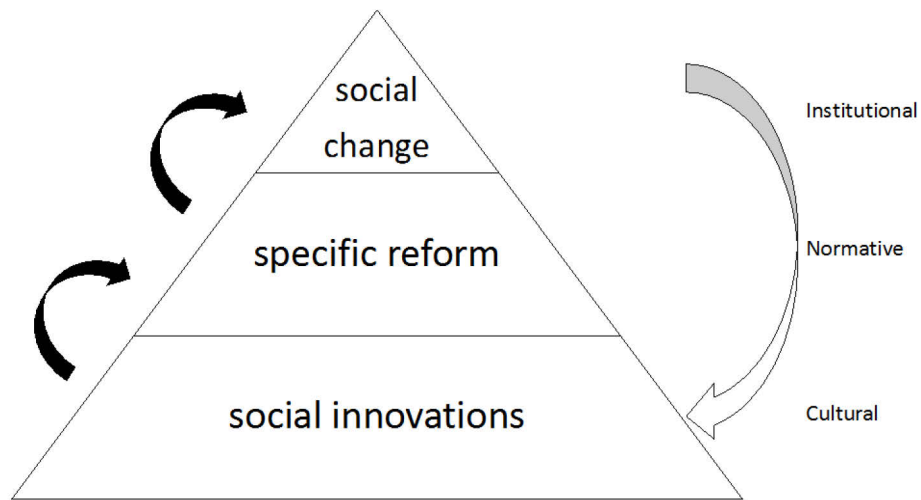 social
change
specific reform
social innovations
Institutional
Normative
Cultural